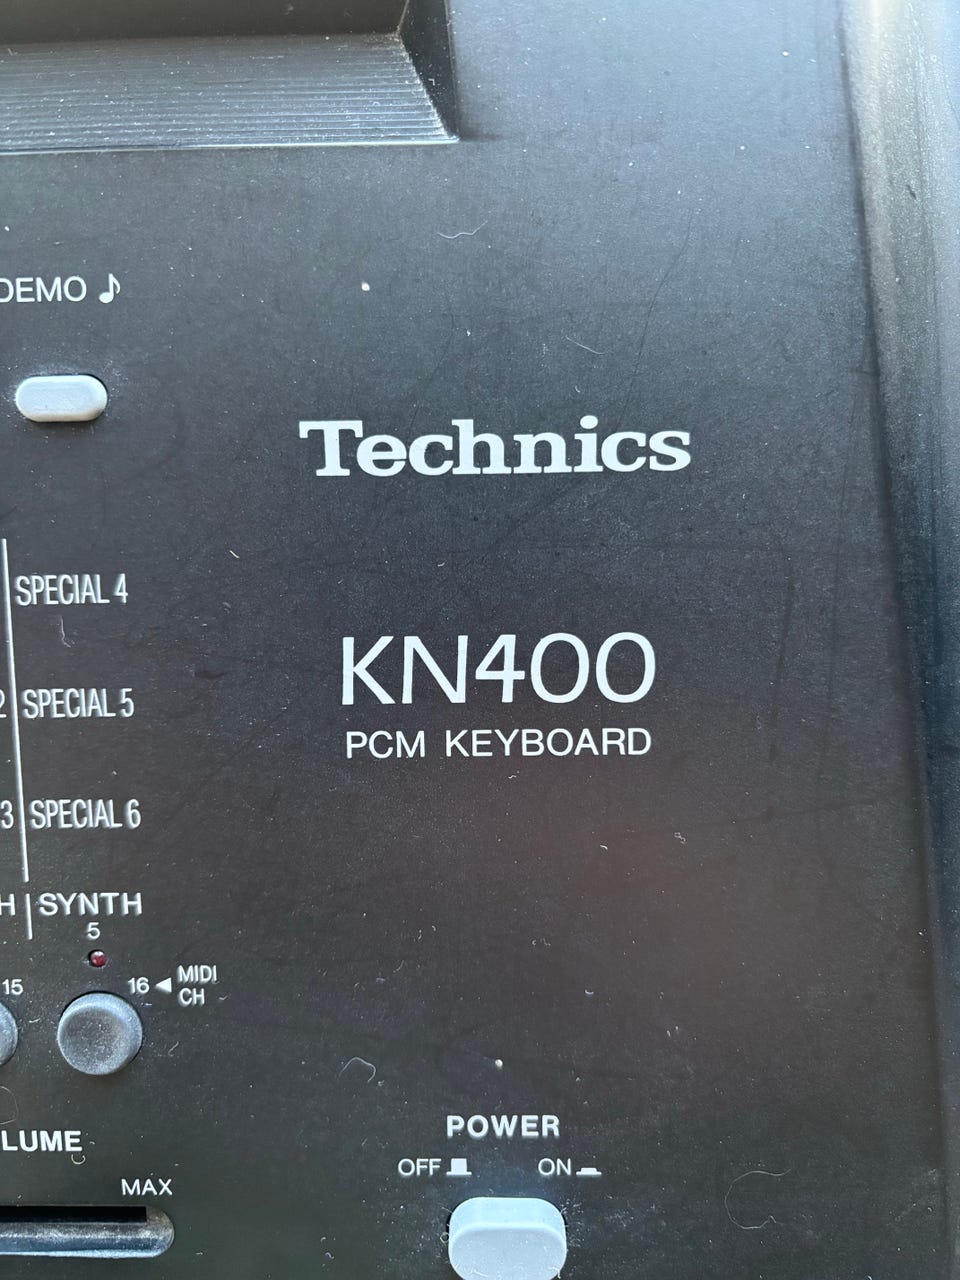 DEMO ♪
Technics
SPECIAL 4
KN400
2 SPECIAL 5
PCM KEYBOARD
3 SPECIAL 6
H SYNTH
5
15
16 ◀ MIDI
CH
POWER
LUME
OFF ON
MAX